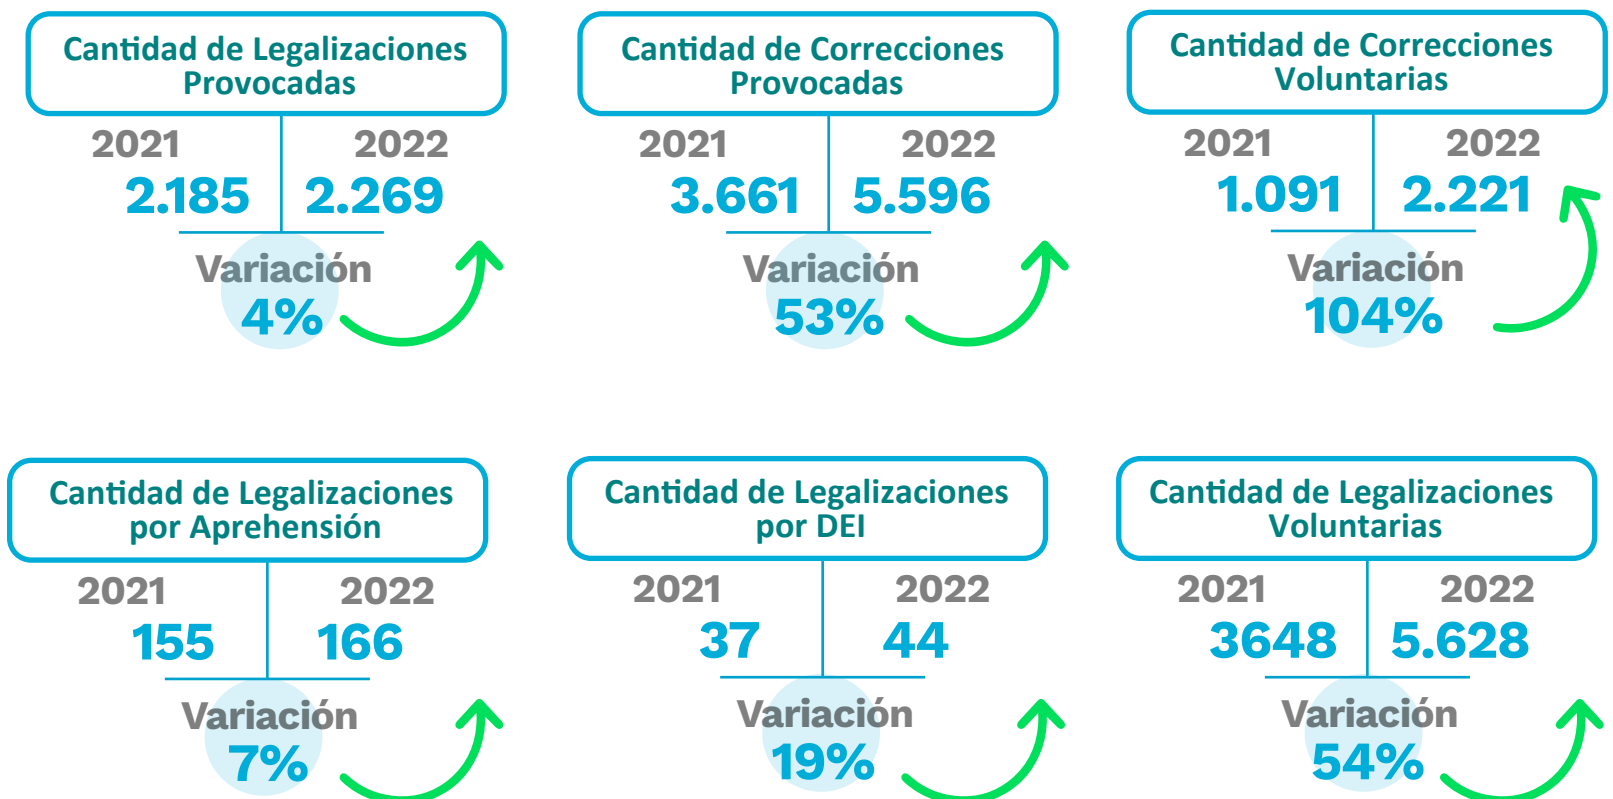 Cantidad de Legalizaciones
Provocadas
2021
2022
2.185
2.269
Variación
4%
Cantidad de Correcciones
Provocadas
2021
2022
3.661
5.596
Variación
53%
Cantidad de Correcciones
Voluntarias
2021
2022
1.091
2.221
Variación
104%
Cantidad de Legalizaciones
por Aprehensión
2021
2022
155
166
Variación
7%
Cantidad de Legalizaciones
por DEI
2021
2022
37
44
Variación
19%
Cantidad de Legalizaciones
Voluntarias
2021
2022
3648
5.628
Variación
54%